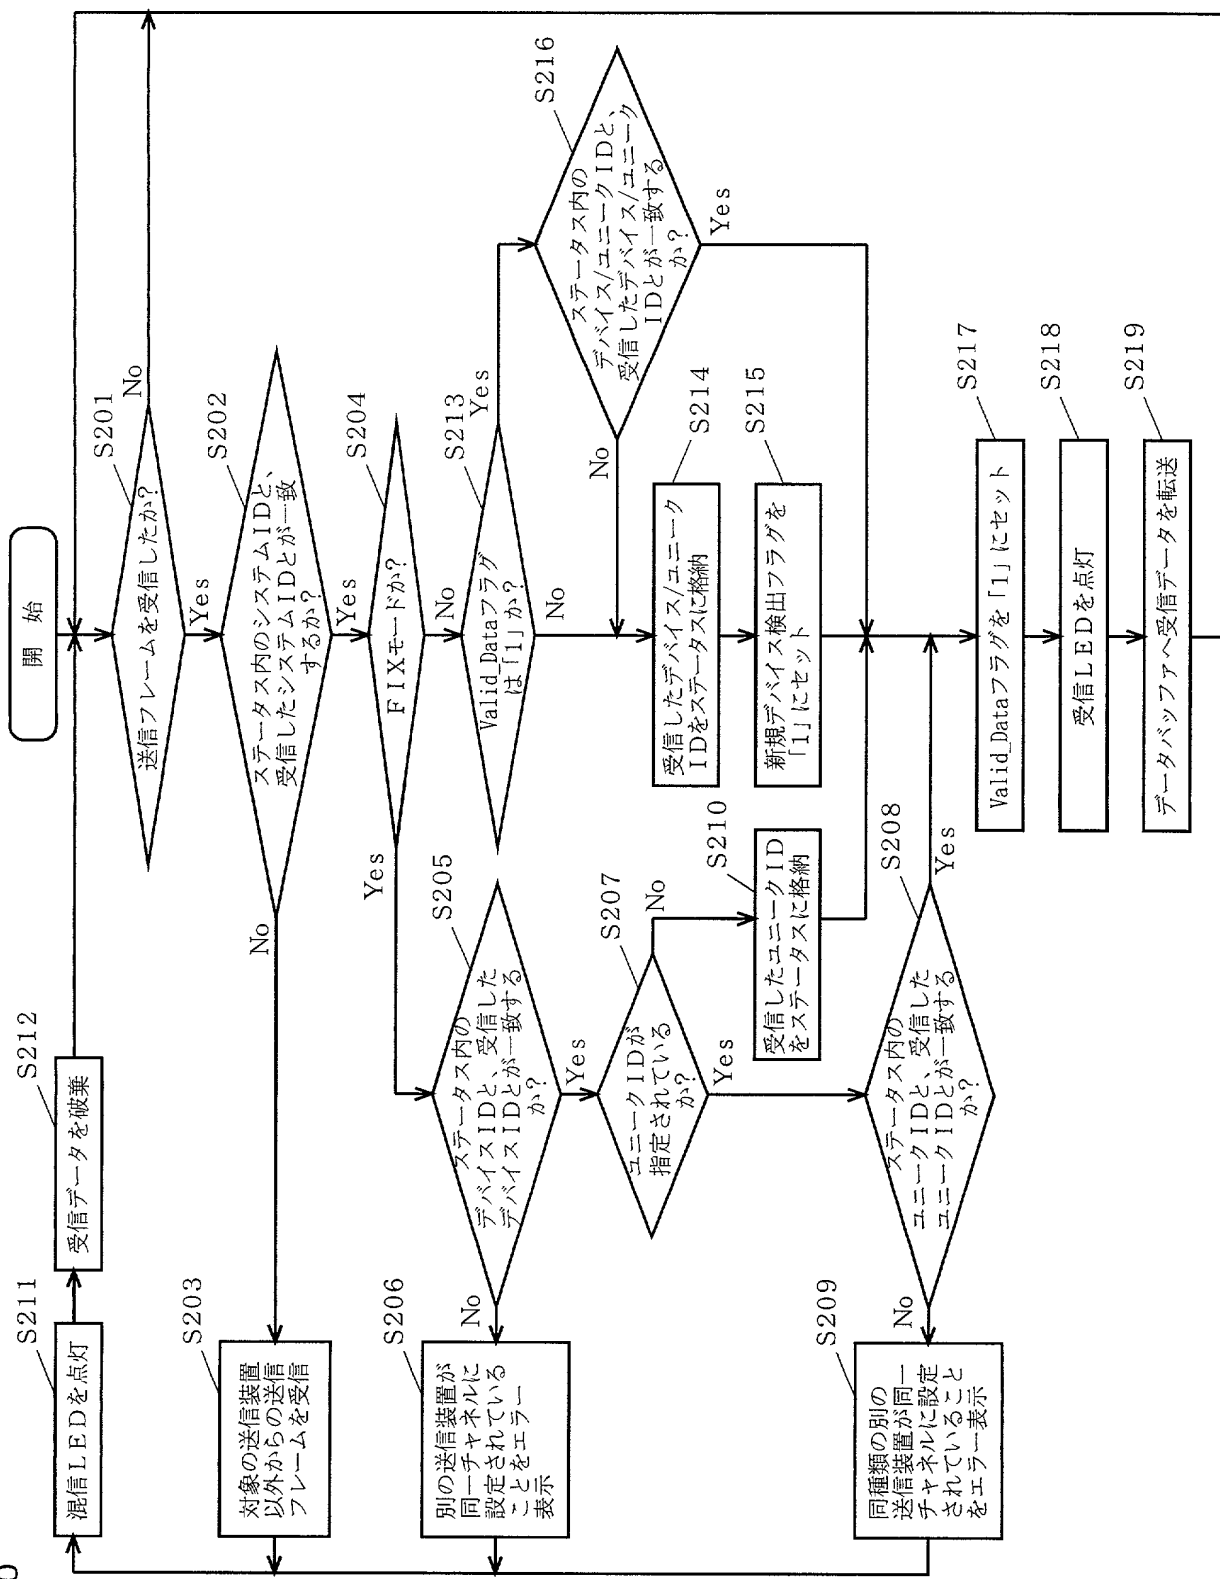 開　始
S201
送信フレームを受信したか?
No
Yes
S202
ステータス内のシステムIDと、
受信したシステムIDとが一致
するか?
No
Yes
S203
対象の送信装置
以外からの送信
フレームを受信
S204
FIXモードか?
Yes
No
S205
ステータス内の
デバイスIDと、受信した
デバイスIDとが一致する
か?
No
Yes
S206
別の送信装置が
同一チャネルに
設定されている
ことをエラー
表示
S207
ユニークIDが
指定されている
か?
No
Yes
S210
受信したユニークID
をステータスに格納
S208
ステータス内の
ユニークIDと、受信した
ユニークIDとが一致する
か?
No
Yes
S209
同種類の別の
送信装置が同一
チャネルに設定
されていること
をエラー表示
S211
混信LEDを点灯
S212
受信データを破棄
S213
Valid_Dataフラグ
は「1」か?
Yes
No
S216
ステータス内の
デバイス/ユニークIDと、
受信したデバイス/ユニーク
IDとが一致する
か?
No
Yes
S214
受信したデバイス/ユニーク
IDをステータスに格納
S215
新規デバイス検出フラグを
「1」にセット
S217
Valid_Dataフラグを「1」にセット
S218
受信LEDを点灯
S219
データバッファへ受信データを転送